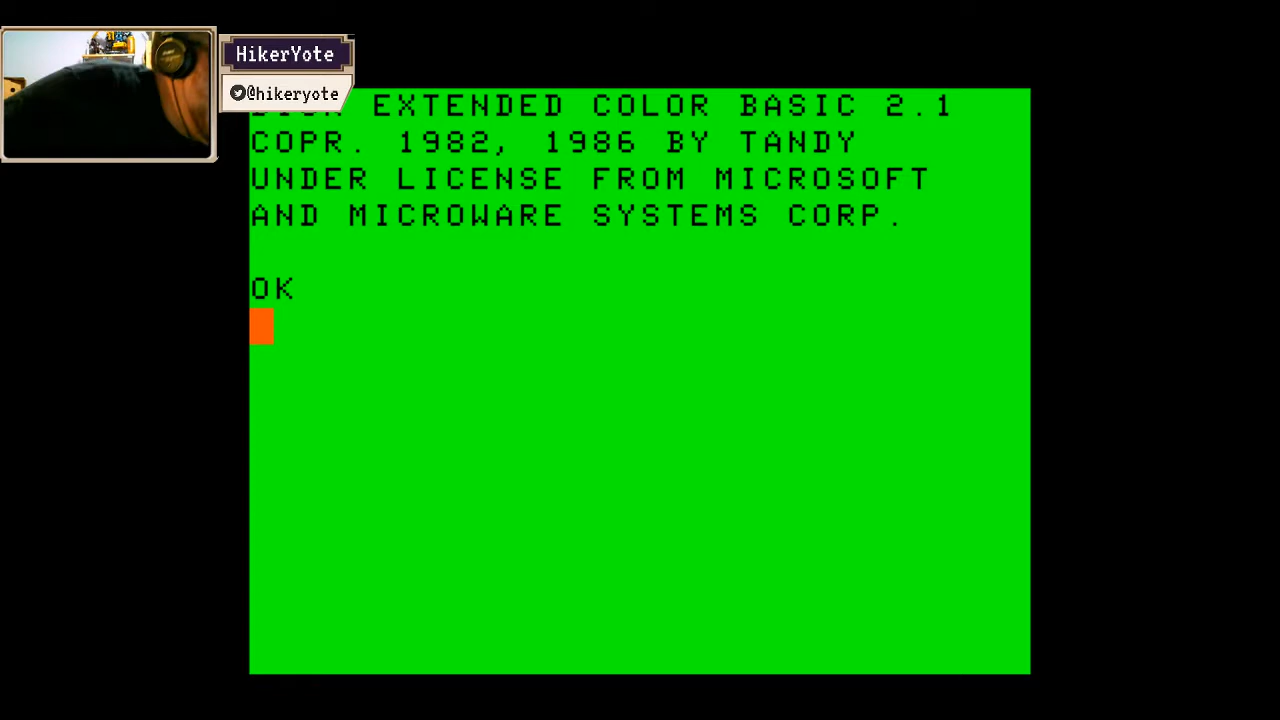 HikerYote
@hikeryote
EXTENDED COLOR BASIC 2.1
COPR. 1982, 1986 BY TANDY
UNDER LICENSE FROM MICROSOFT
AND MICROWARE SYSTEMS CORP.
OK